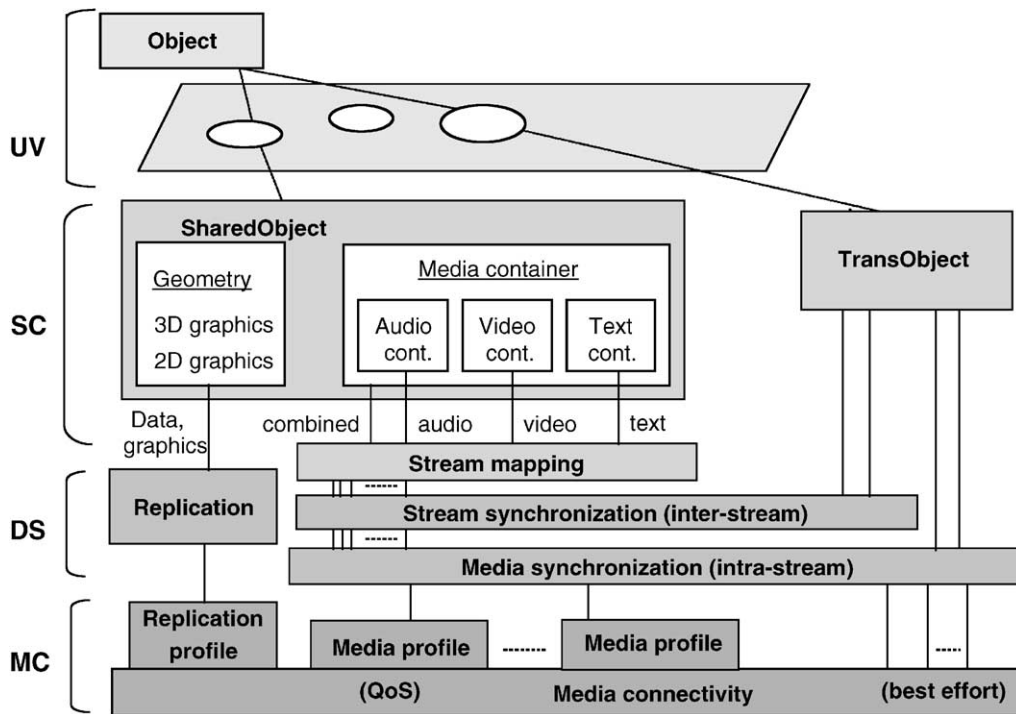 Object
UV
SharedObject
Geometry
3D graphics
2D graphics
Media container
Audio
cont.
Video
cont.
Text
cont.
TransObject
SC
Data,
graphics
combined
audio
video
text
Stream mapping
Replication
Stream synchronization (inter-stream)
DS
Media synchronization (intra-stream)
Replication
profile
Media profile
Media profile
MC
(QoS)
Media connectivity
(best effort)